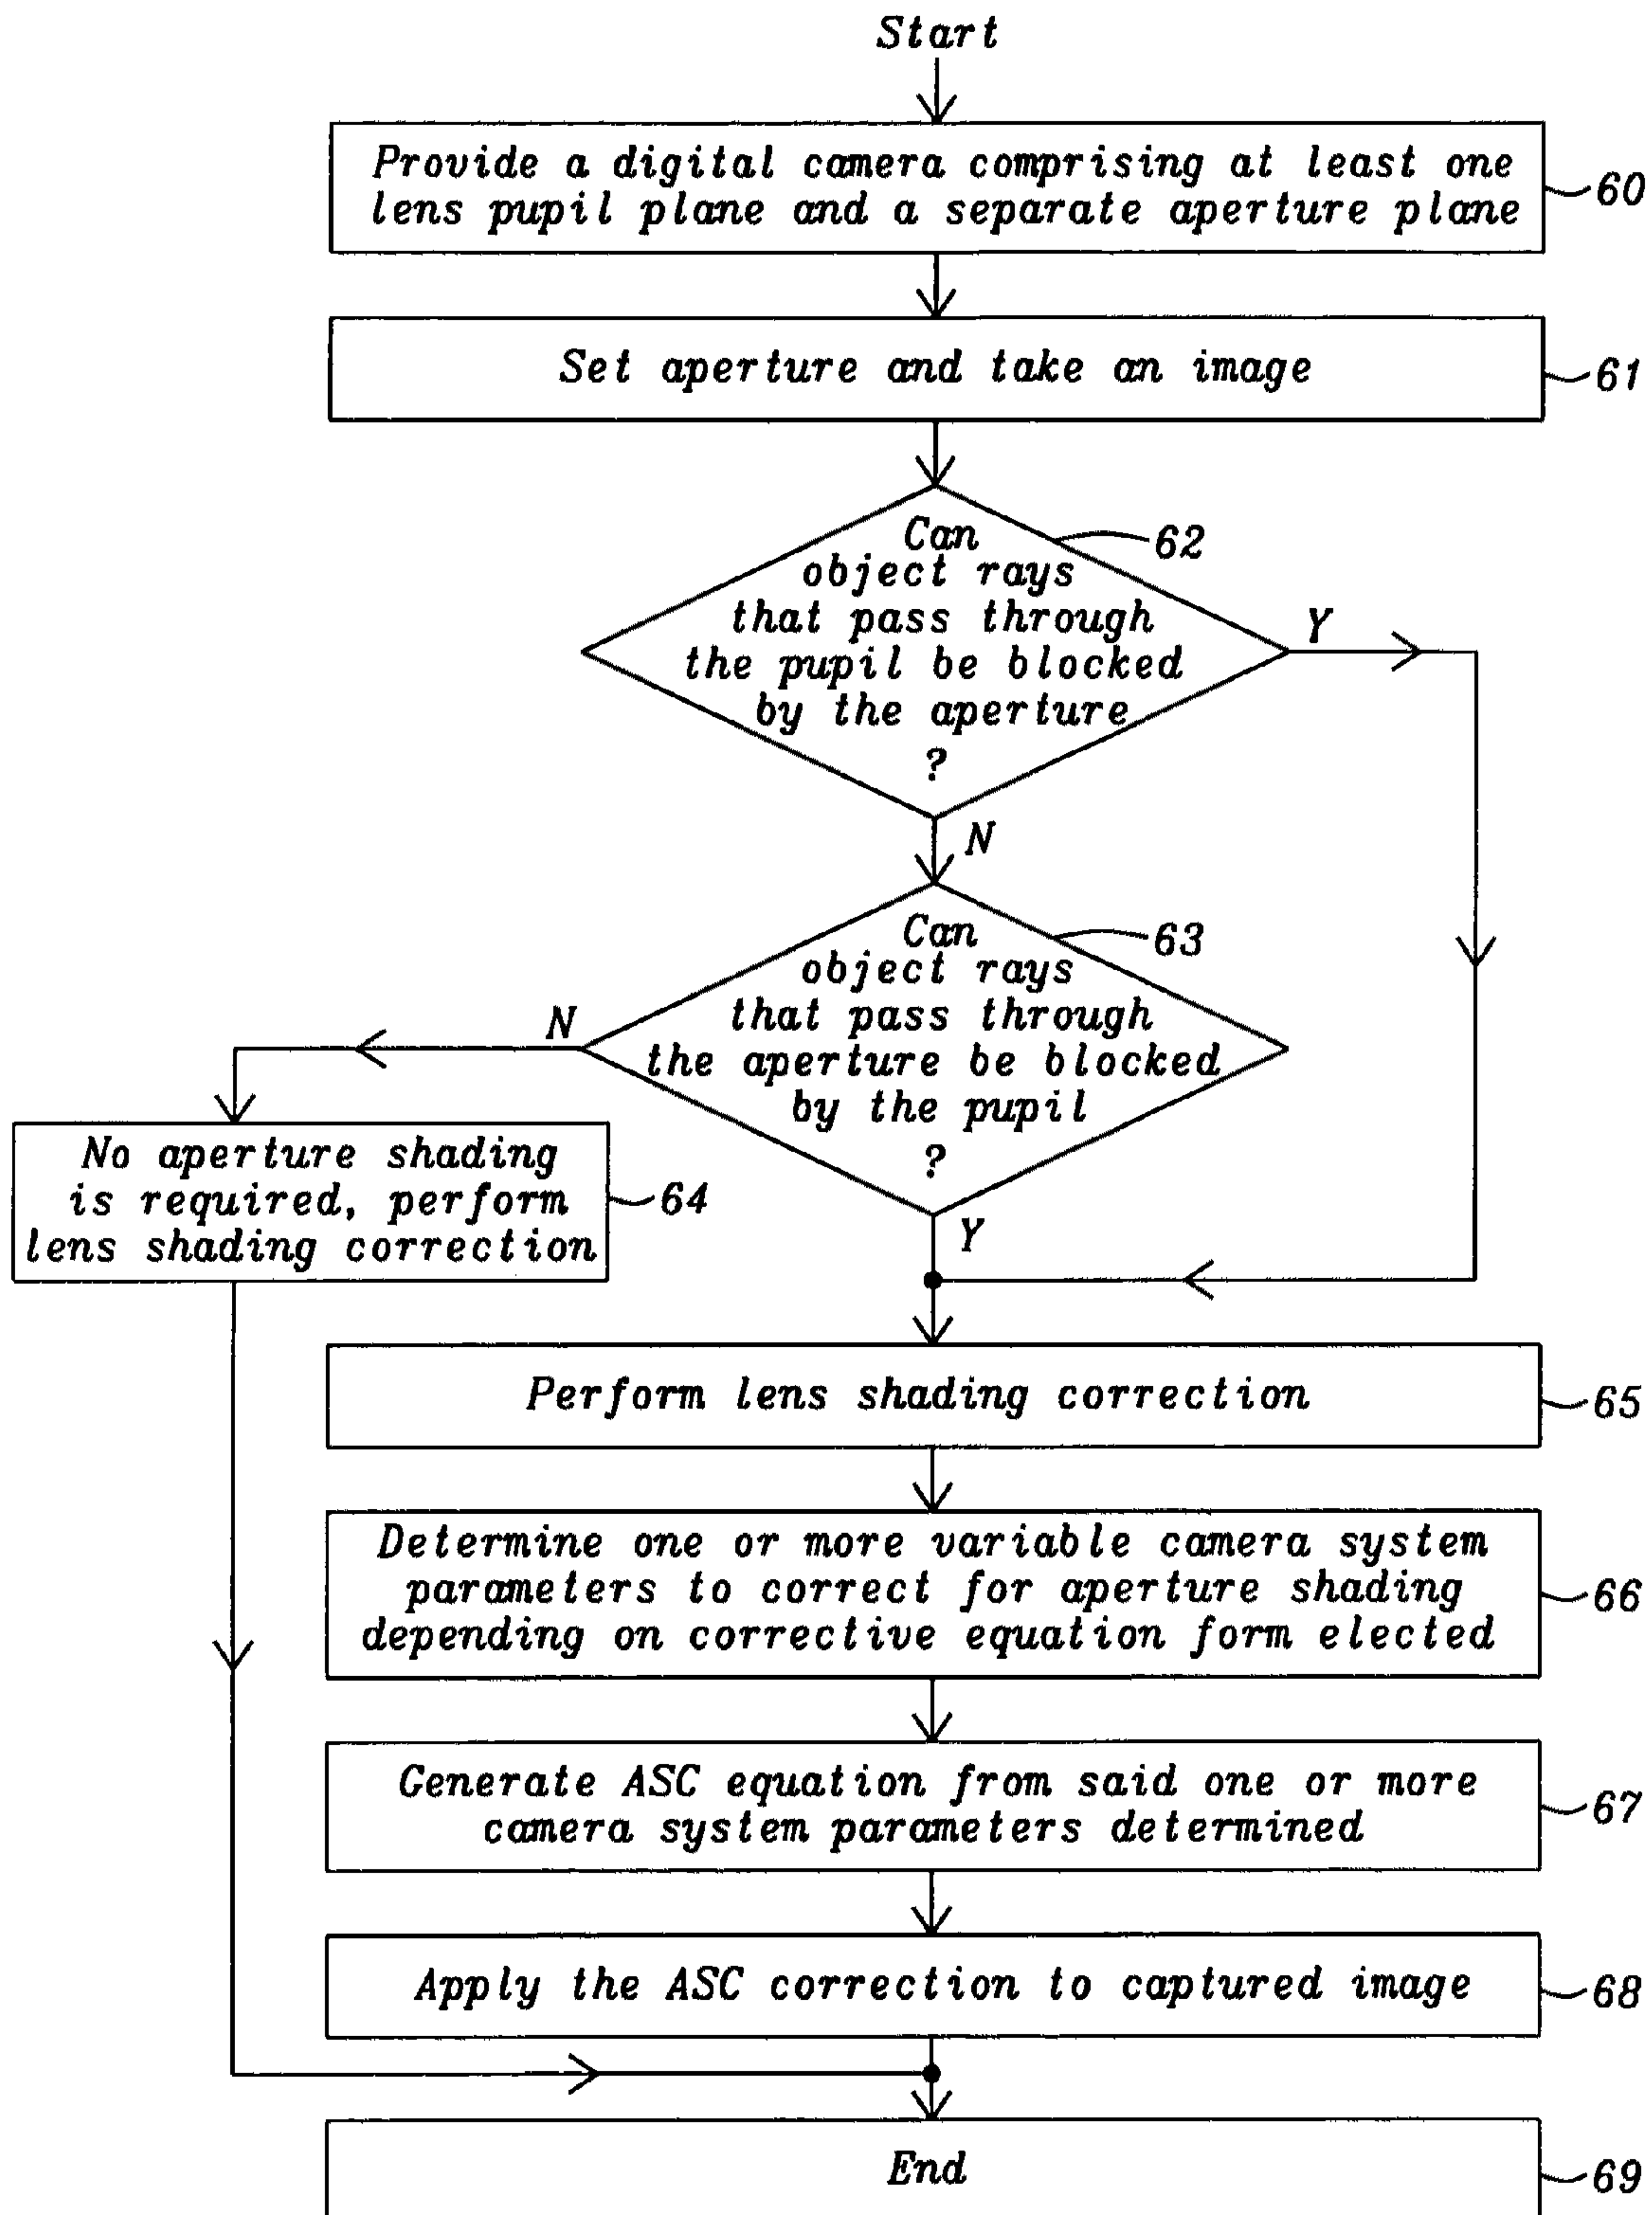 Start
Provide a digital camera comprising at least one
lens pupil plane and a separate aperture plane
60
Set aperture and take an image
61
Can
object rays
that pass through
the pupil be blocked
by the aperture
?
62
Y
N
Can
object rays
that pass through
the aperture be blocked
by the pupil
?
63
N
Y
No aperture shading
is required, perform
lens shading correction
64
Perform lens shading correction
65
Determine one or more variable camera system
parameters to correct for aperture shading
depending on corrective equation form elected
66
Generate ASC equation from said one or more
camera system parameters determined
67
Apply the ASC correction to captured image
68
End
69